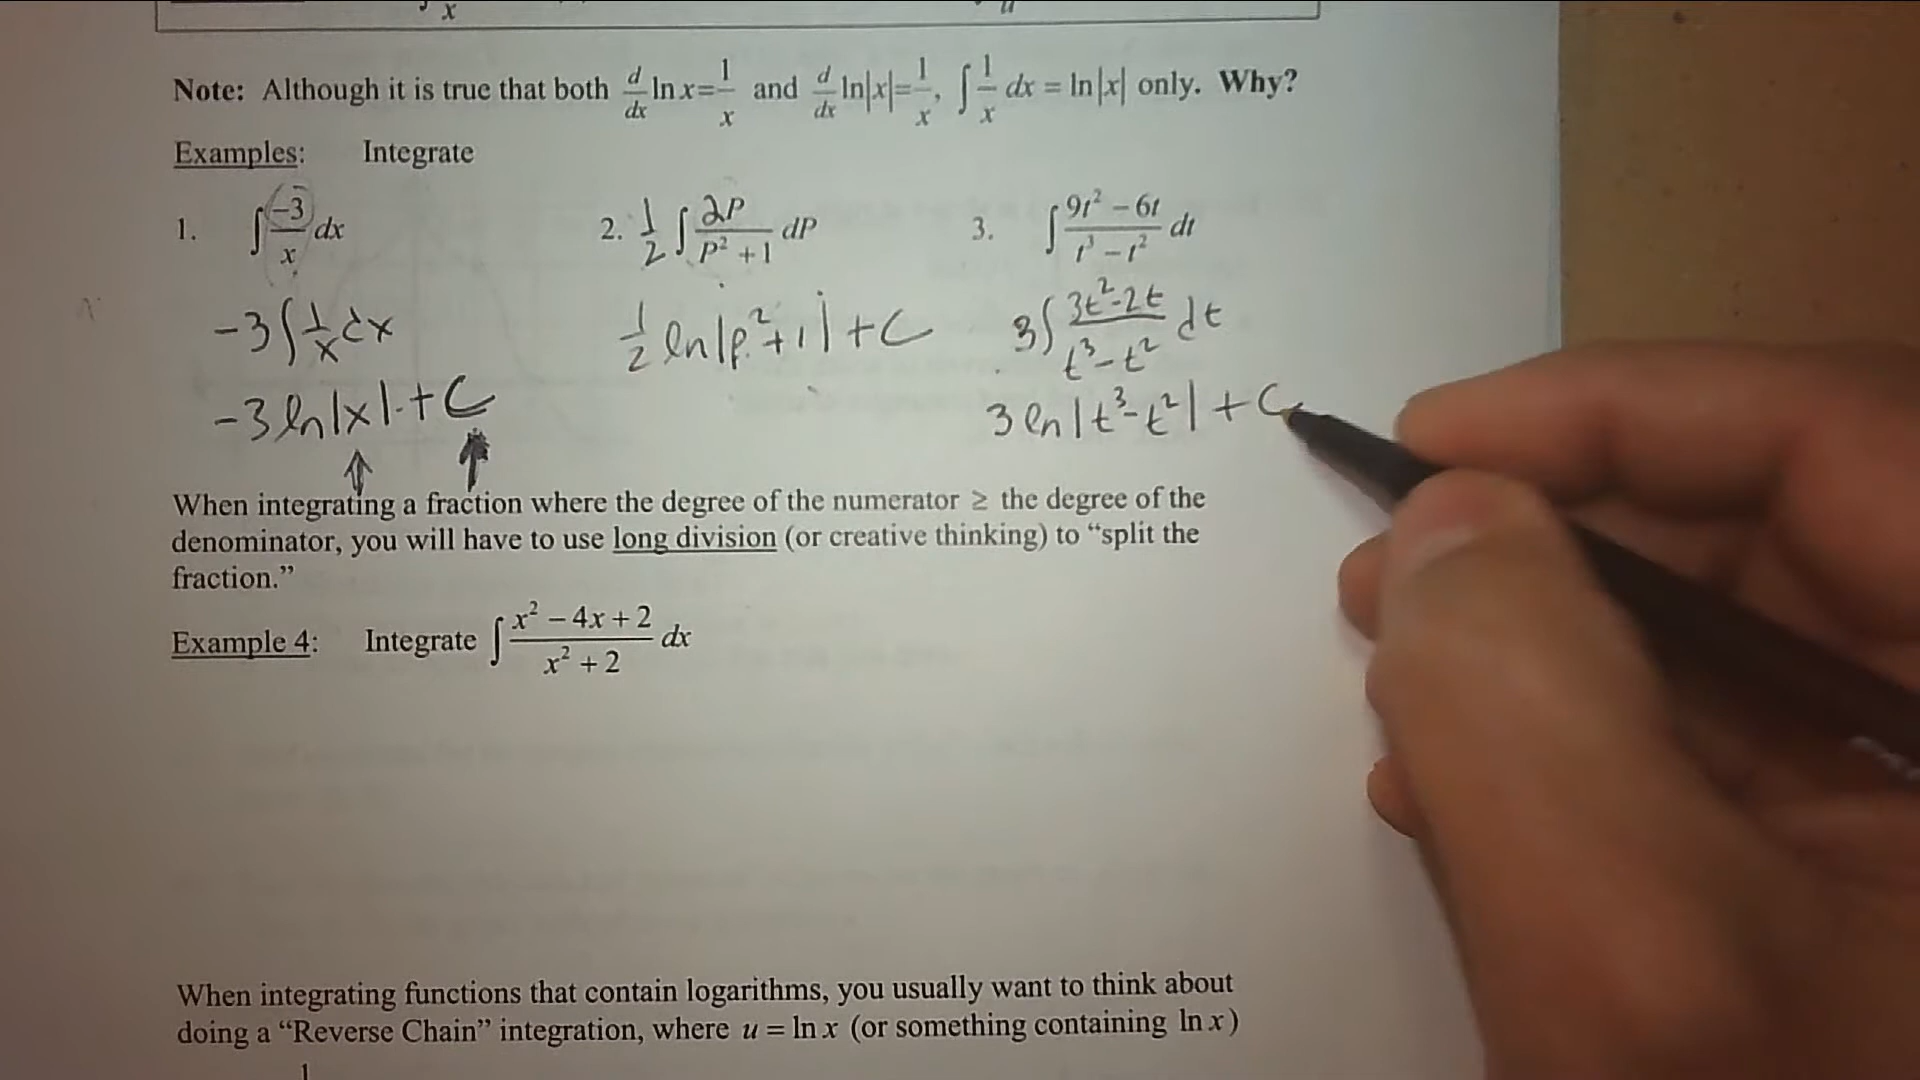 x u
Note: Although it is true that both d/dx ln x = 1/x and d/dx ln|x| = 1/x, ∫ 1/x dx = ln|x| only. Why?
Examples: Integrate
1. ∫ -3/x dx 2. 1/2 ∫ 2P/(P² + 1) dP 3. ∫ (9t² − 6t)/(t³ − t²) dt
-3 ∫ 1/x dx 1/2 ln|p² + 1| + C 3 ∫ (3t² - 2t)/(t³ - t²) dt
-3 ln|x| + C 3 ln|t³ - t²| + C
When integrating a fraction where the degree of the numerator ≥ the degree of the
denominator, you will have to use long division (or creative thinking) to “split the
fraction.”
Example 4: Integrate ∫ (x² − 4x + 2)/(x² + 2) dx
When integrating functions that contain logarithms, you usually want to think about
doing a “Reverse Chain” integration, where u = ln x (or something containing ln x)
1